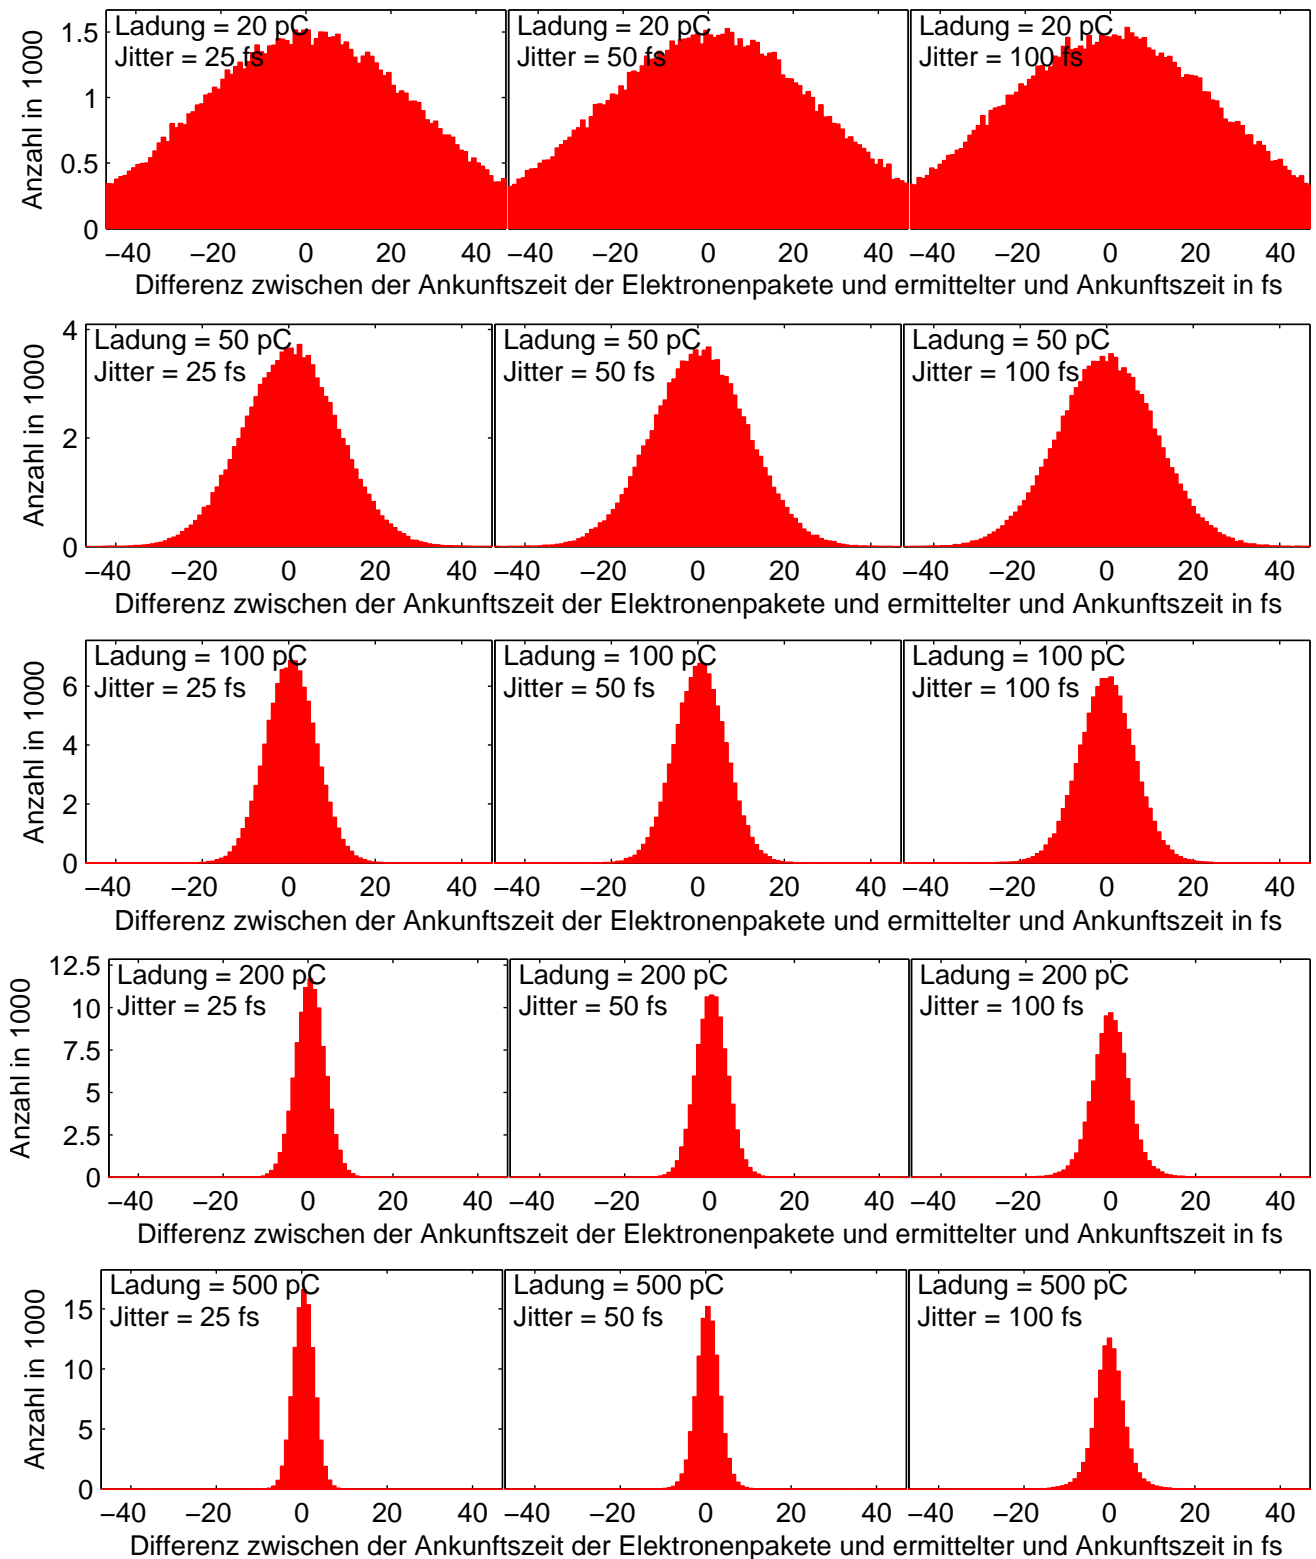 Ladung = 20 pC
Jitter = 25 fs
Ladung = 20 pC
Jitter = 50 fs
Ladung = 20 pC
Jitter = 100 fs
Anzahl in 1000
1.5
1
0.5
0
−40 −20 0 20 40 −40 −20 0 20 40 −40 −20 0 20 40
Differenz zwischen der Ankunftszeit der Elektronenpakete und ermittelter und Ankunftszeit in fs
Ladung = 50 pC
Jitter = 25 fs
Ladung = 50 pC
Jitter = 50 fs
Ladung = 50 pC
Jitter = 100 fs
Anzahl in 1000
4
2
0
−40 −20 0 20 40 −40 −20 0 20 40 −40 −20 0 20 40
Differenz zwischen der Ankunftszeit der Elektronenpakete und ermittelter und Ankunftszeit in fs
Ladung = 100 pC
Jitter = 25 fs
Ladung = 100 pC
Jitter = 50 fs
Ladung = 100 pC
Jitter = 100 fs
Anzahl in 1000
6
4
2
0
−40 −20 0 20 40 −40 −20 0 20 40 −40 −20 0 20 40
Differenz zwischen der Ankunftszeit der Elektronenpakete und ermittelter und Ankunftszeit in fs
Ladung = 200 pC
Jitter = 25 fs
Ladung = 200 pC
Jitter = 50 fs
Ladung = 200 pC
Jitter = 100 fs
Anzahl in 1000
12.5
10
7.5
5
2.5
0
−40 −20 0 20 40 −40 −20 0 20 40 −40 −20 0 20 40
Differenz zwischen der Ankunftszeit der Elektronenpakete und ermittelter und Ankunftszeit in fs
Ladung = 500 pC
Jitter = 25 fs
Ladung = 500 pC
Jitter = 50 fs
Ladung = 500 pC
Jitter = 100 fs
Anzahl in 1000
15
10
5
0
−40 −20 0 20 40 −40 −20 0 20 40 −40 −20 0 20 40
Differenz zwischen der Ankunftszeit der Elektronenpakete und ermittelter und Ankunftszeit in fs